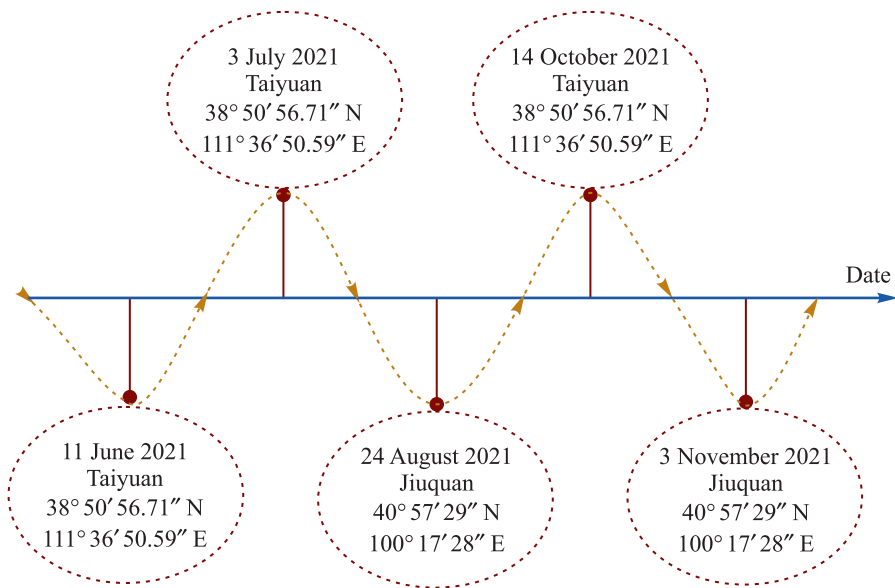 3 July 2021
Taiyuan
38° 50′ 56.71″ N
111° 36′ 50.59″ E
14 October 2021
Taiyuan
38° 50′ 56.71″ N
111° 36′ 50.59″ E
Date
11 June 2021
Taiyuan
38° 50′ 56.71″ N
111° 36′ 50.59″ E
24 August 2021
Jiuquan
40° 57′ 29″ N
100° 17′ 28″ E
3 November 2021
Jiuquan
40° 57′ 29″ N
100° 17′ 28″ E